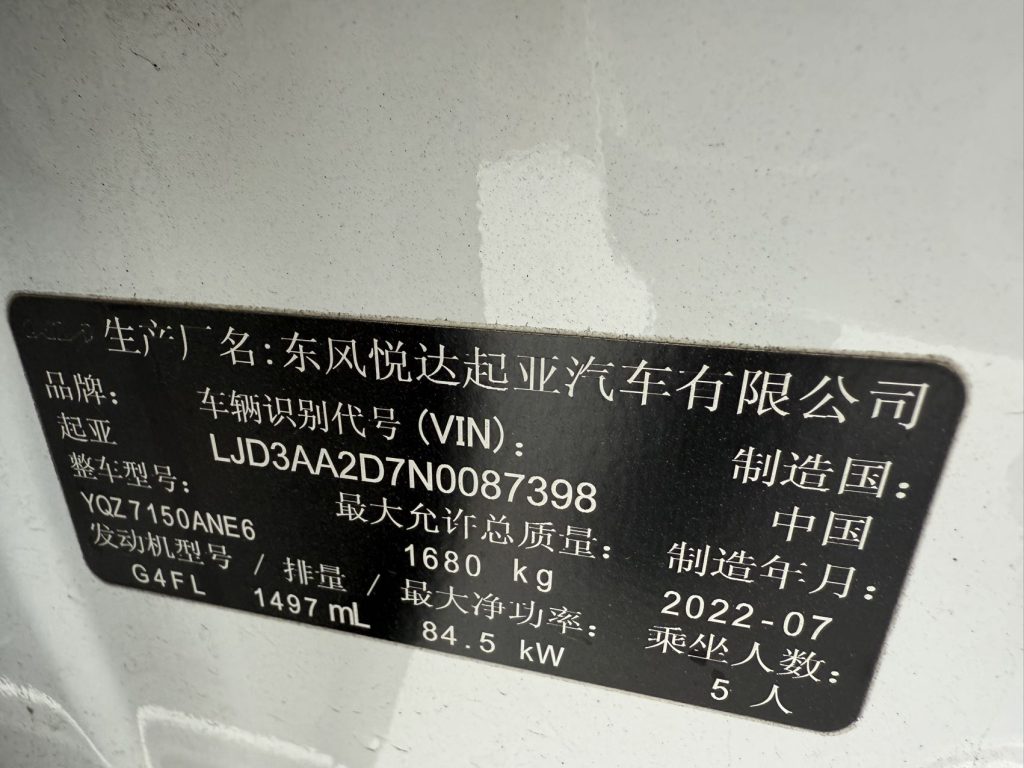 生产厂名:东风悦达起亚汽车有限公司
品牌: 车辆识别代号(VIN): 制造国:
起亚 LJD3AA2D7N0087398 中国
整车型号: 最大允许总质量: 制造年月:
YQZ7150ANE6 1680 kg 2022-07
发动机型号 / 排量 / 最大净功率: 乘坐人数:
G4FL 1497 mL 84.5 kW 5 人